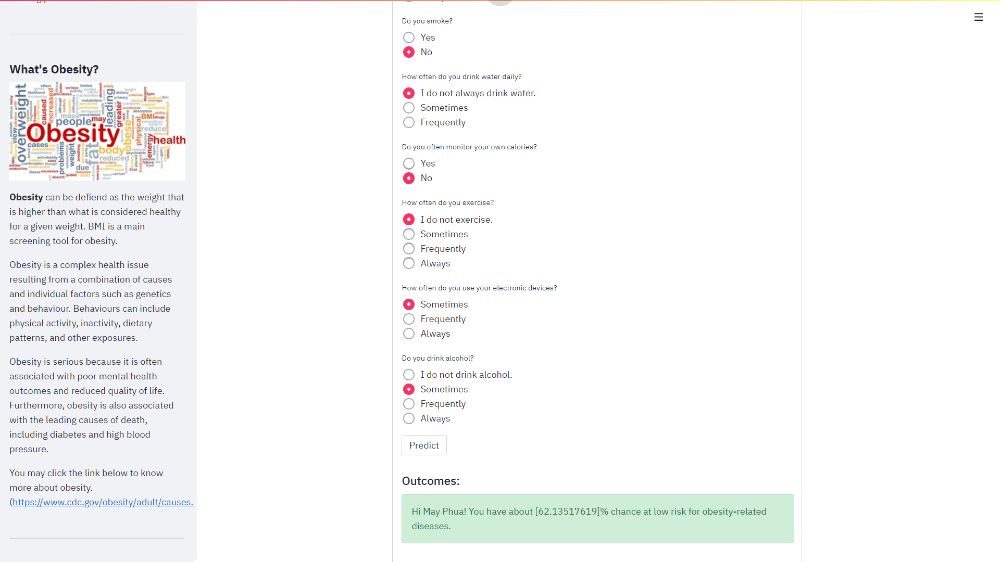 What's Obesity?
overweight
Obesity
people
may
leading
greater
increased
caused
mass
BMI
drugs
physical
reduce
health
energy
obese
body
reduced
fat
weight
problems
cases
due
Obesity can be defiend as the weight that
is higher than what is considered healthy
for a given weight. BMI is a main
screening tool for obesity.
Obesity is a complex health issue
resulting from a combination of causes
and individual factors such as genetics
and behaviour. Behaviours can include
physical activity, inactivity, dietary
patterns, and other exposures.
Obesity is serious because it is often
associated with poor mental health
outcomes and reduced quality of life.
Furthermore, obesity is also associated
with the leading causes of death,
including diabetes and high blood
pressure.
You may click the link below to know
more about obesity.
(https://www.cdc.gov/obesity/adult/causes.
Do you smoke?
Yes
No
How often do you drink water daily?
I do not always drink water.
Sometimes
Frequently
Do you often monitor your own calories?
Yes
No
How often do you exercise?
I do not exercise.
Sometimes
Frequently
Always
How often do you use your electronic devices?
Sometimes
Frequently
Always
Do you drink alcohol?
I do not drink alcohol.
Sometimes
Frequently
Always
Predict
Outcomes:
Hi May Phua! You have about [62.13517619]% chance at low risk for obesity-related
diseases.